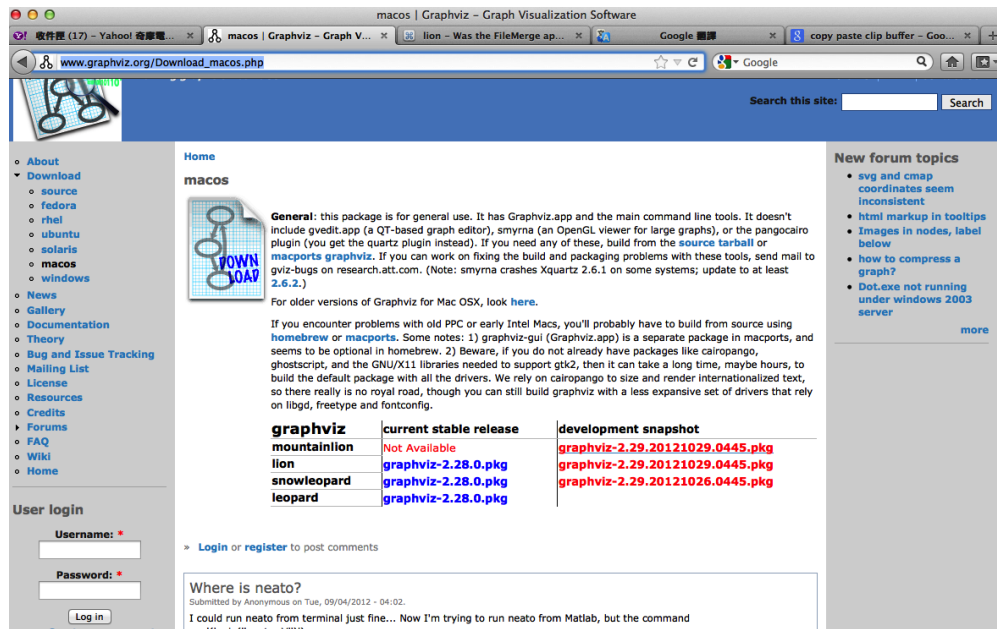 macos | Graphviz – Graph Visualization Software
收件匣 (17) – Yahoo! 奇摩電...
macos | Graphviz – Graph V...
lion – Was the FileMerge ap...
Google 翻譯
copy paste clip buffer – Goo...
www.graphviz.org/Download_macos.php
Google
Search this site:
Search
About
Download
source
fedora
rhel
ubuntu
solaris
macos
windows
News
Gallery
Documentation
Theory
Bug and Issue Tracking
Mailing List
License
Resources
Credits
Forums
FAQ
Wiki
Home
User login
Username: *
Password: *
Log in
Home
macos
DOWN
LOAD
General: this package is for general use. It has Graphviz.app and the main command line tools. It doesn't
include gvedit.app (a QT-based graph editor), smyrna (an OpenGL viewer for large graphs), or the pangocairo
plugin (you get the quartz plugin instead). If you need any of these, build from the source tarball or
macports graphviz. If you can work on fixing the build and packaging problems with these tools, send mail to
gviz-bugs on research.att.com. (Note: smyrna crashes Xquartz 2.6.1 on some systems; update to at least
2.6.2.)
For older versions of Graphviz for Mac OSX, look here.
If you encounter problems with old PPC or early Intel Macs, you'll probably have to build from source using
homebrew or macports. Some notes: 1) graphviz-gui (Graphviz.app) is a separate package in macports, and
seems to be optional in homebrew. 2) Beware, if you do not already have packages like cairopango,
ghostscript, and the GNU/X11 libraries needed to support gtk2, then it can take a long time, maybe hours, to
build the default package with all the drivers. We rely on cairopango to size and render internationalized text,
so there really is no royal road, though you can still build graphviz with a less expansive set of drivers that rely
on libgd, freetype and fontconfig.
graphviz current stable release development snapshot
mountainlion Not Available graphviz-2.29.20121029.0445.pkg
lion graphviz-2.28.0.pkg graphviz-2.29.20121029.0445.pkg
snowleopard graphviz-2.28.0.pkg graphviz-2.29.20121026.0445.pkg
leopard graphviz-2.28.0.pkg
» Login or register to post comments
Where is neato?
Submitted by Anonymous on Tue, 09/04/2012 - 04:02.
I could run neato from terminal just fine... Now I'm trying to run neato from Matlab, but the command
New forum topics
svg and cmap
coordinates seem
inconsistent
html markup in tooltips
Images in nodes, label
below
how to compress a
graph?
Dot.exe not running
under windows 2003
server
more